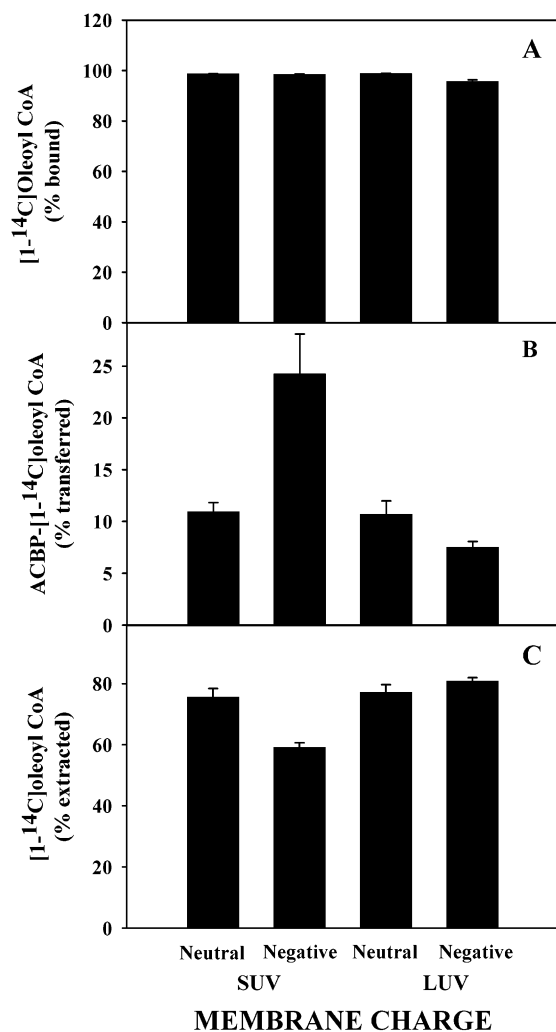 120
A
100
80
60
40
20
0
[1-14C]Oleoyl CoA
(% bound)
B
25
20
15
10
5
0
ACBP-[1-14C]oleoyl CoA
(% transferred)
C
80
60
40
20
0
[1-14C]oleoyl CoA
(% extracted)
Neutral Negative Neutral Negative
SUV LUV
MEMBRANE CHARGE